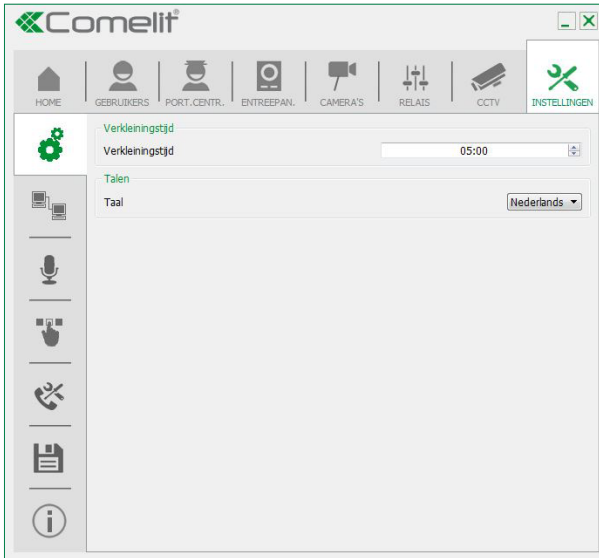 Comelit®
HOME
GEBRUIKERS
PORT.CENTR.
ENTREEPAN.
CAMERA'S
RELAIS
CCTV
INSTELLINGEN
Verkleiningstijd
Verkleiningstijd 05:00
Talen
Taal Nederlands